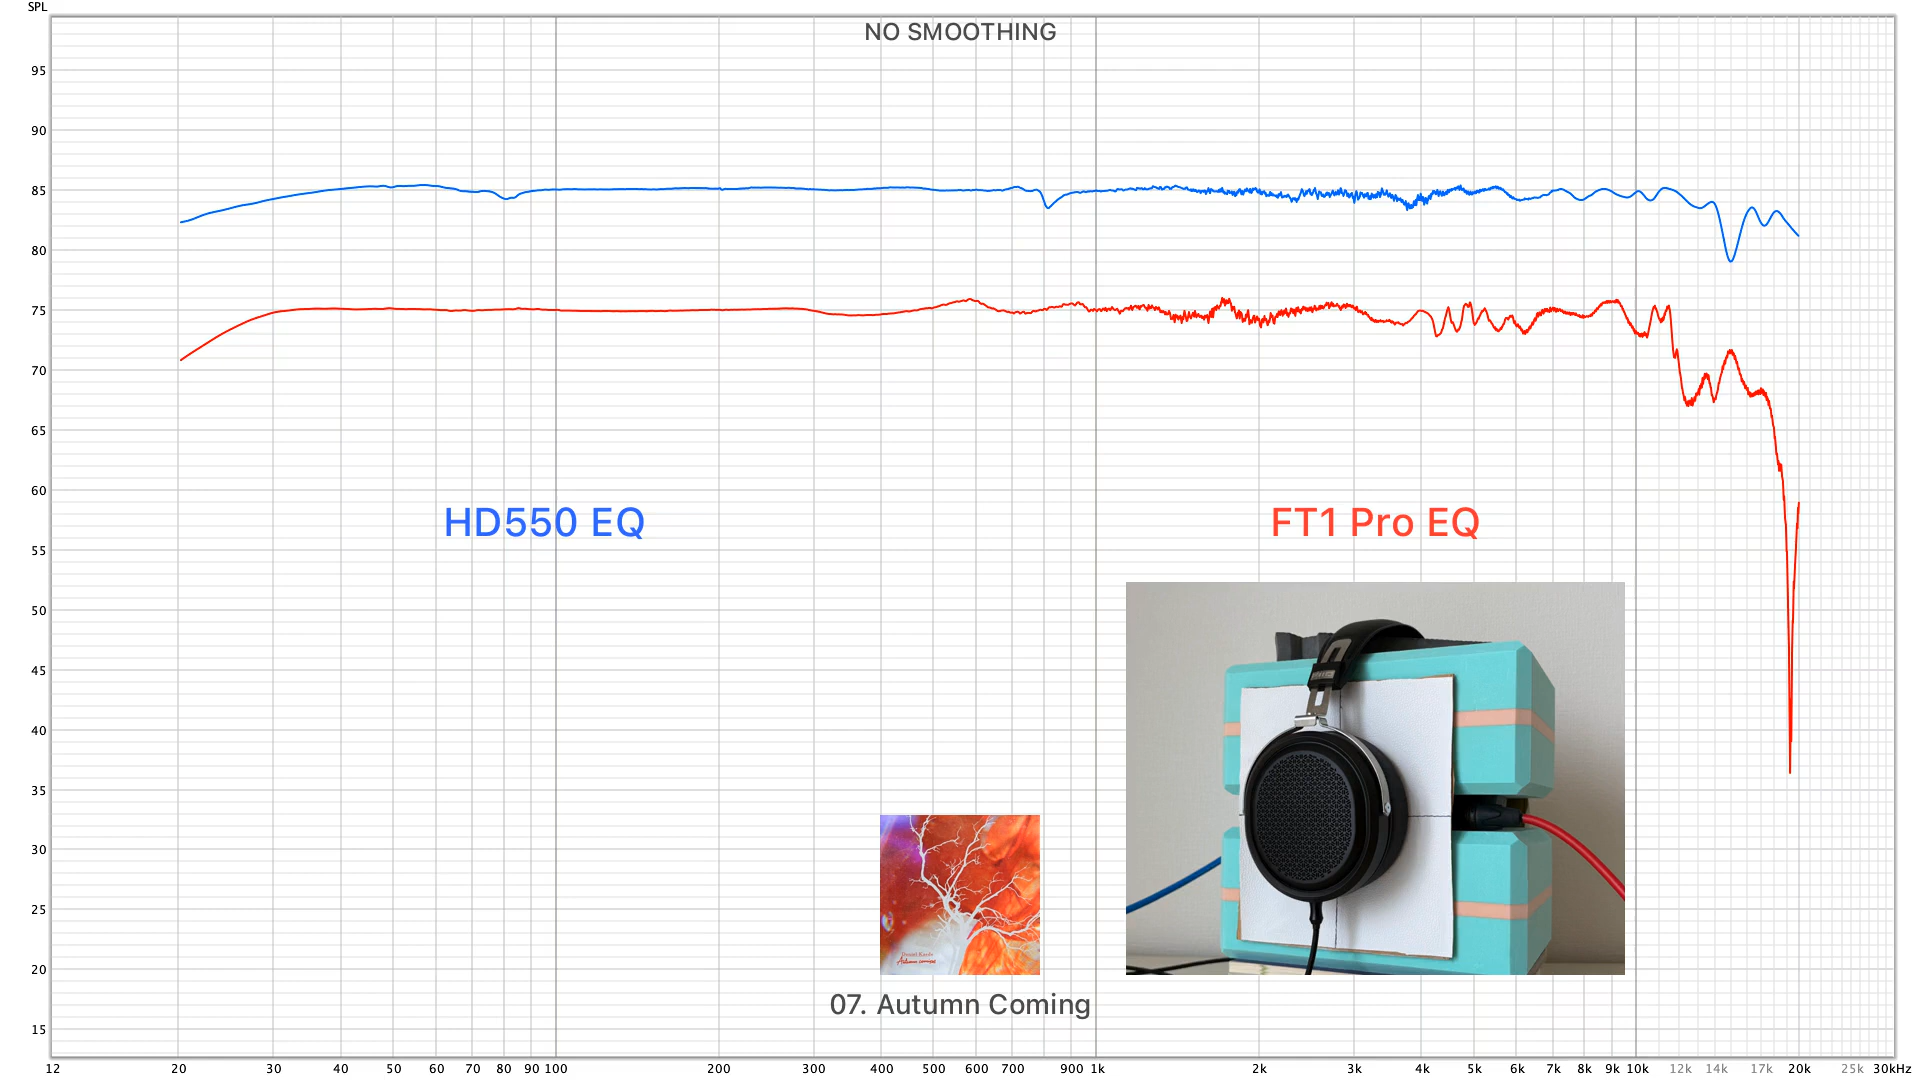 SPL
NO SMOOTHING
95
90
85
80
75
70
65
60
55
50
45
40
35
30
25
20
15
HD550 EQ
FT1 Pro EQ
Autumn coming
07. Autumn Coming
12 20 30 40 50 60 70 80 90 100 200 300 400 500 600 700 900 1k 2k 3k 4k 5k 6k 7k 8k 9k 10k 12k 14k 17k 20k 25k 30kHz